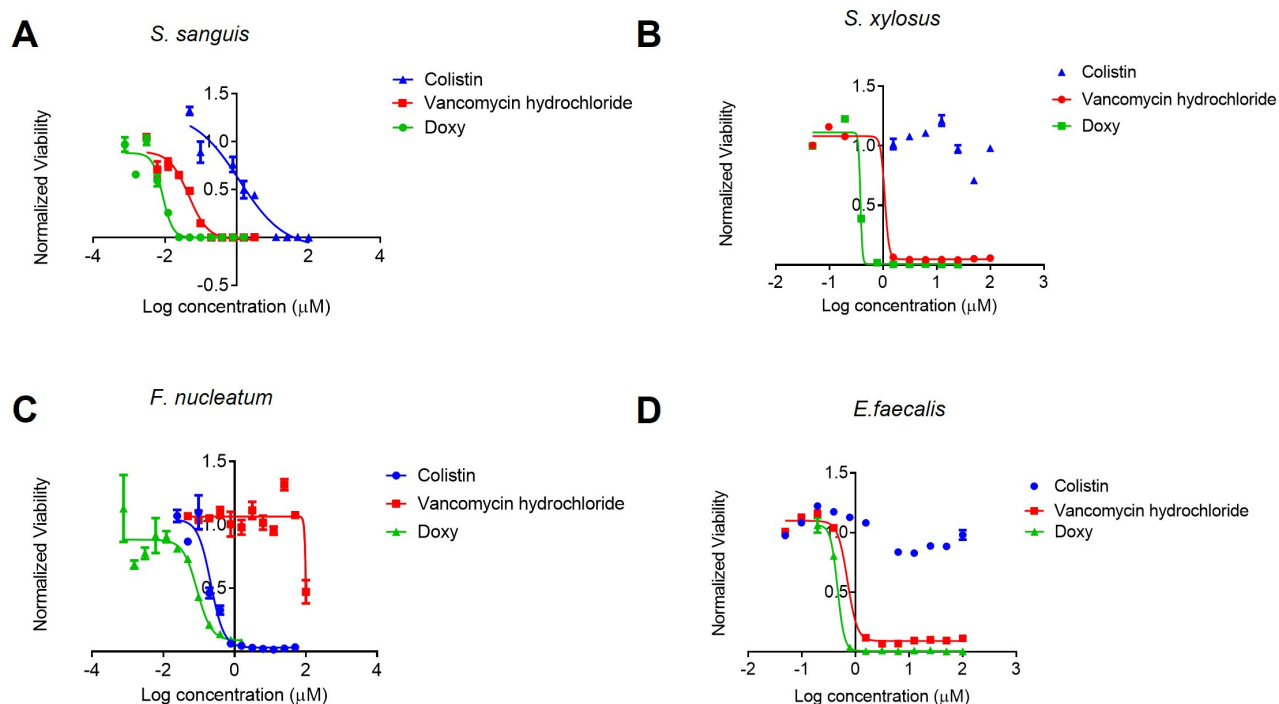 A
S. sanguis
Colistin
Vancomycin hydrochloride
Doxy
Normalized Viability
1.5
1.0
0.5
-0.5
-4
-2
0
2
4
Log concentration (μM)
B
S. xylosus
Colistin
Vancomycin hydrochloride
Doxy
Normalized Viability
1.5
1.0
0.5
-2
-1
0
1
2
3
Log concentration (μM)
C
F. nucleatum
Colistin
Vancomycin hydrochloride
Doxy
Normalized Viability
1.5
1.0
0.5
-4
-2
0
2
4
Log concentration (μM)
D
E.faecalis
Colistin
Vancomycin hydrochloride
Doxy
Normalized Viability
1.5
1.0
0.5
-2
-1
0
1
2
3
Log concentration (μM)